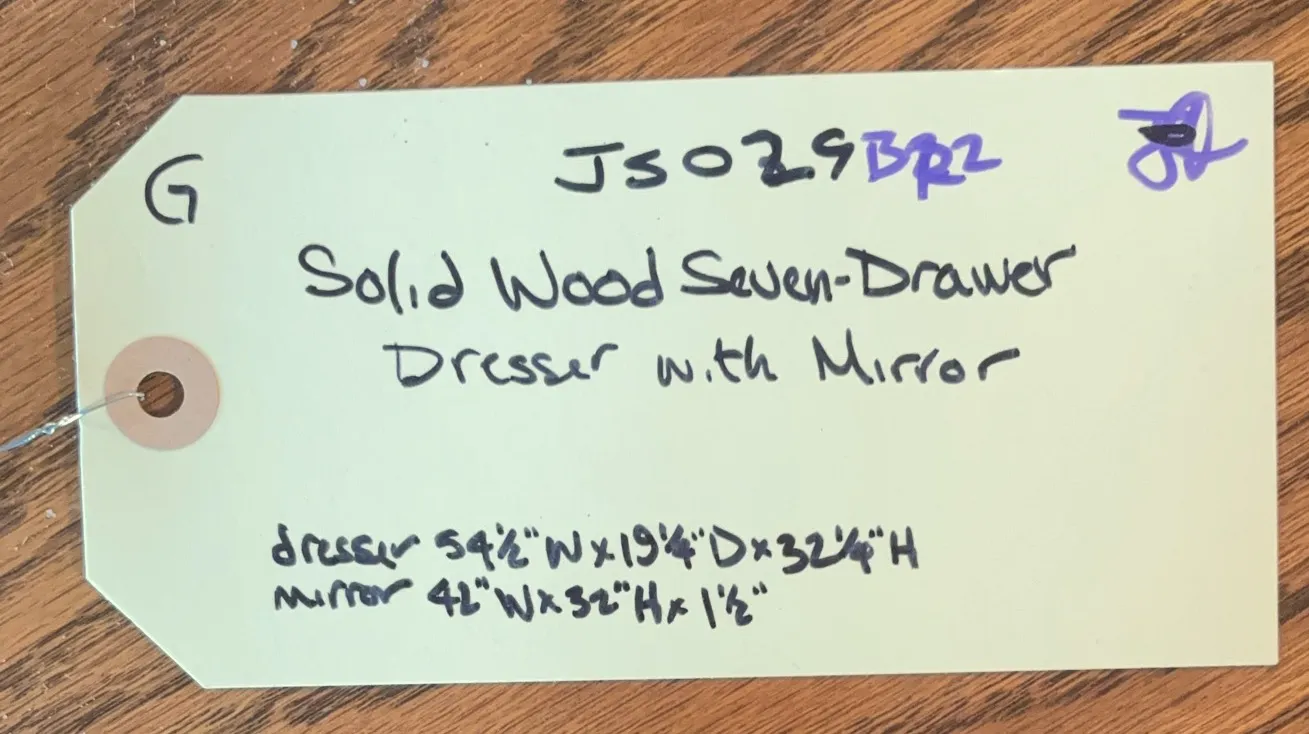 G
JS029BR2
Solid Wood Seven-Drawer
Dresser with Mirror
dresser 54½" W x 19¼" D x 32¼" H
mirror 42" W x 32" H x 1½"